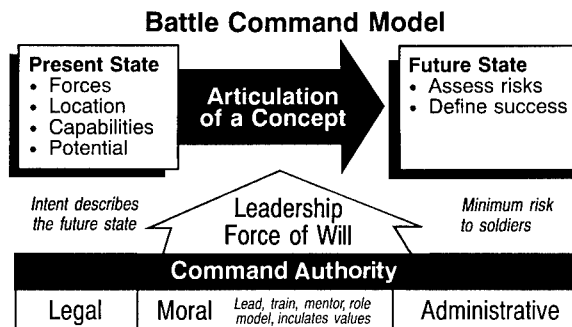 Battle Command Model
Present State
• Forces
• Location
• Capabilities
• Potential
Articulation
of a Concept
Future State
• Assess risks
• Define success
Intent describes
the future state
Leadership
Force of Will
Minimum risk
to soldiers
Command Authority
Legal
Moral
Lead, train, mentor, role
model, inculates values
Administrative